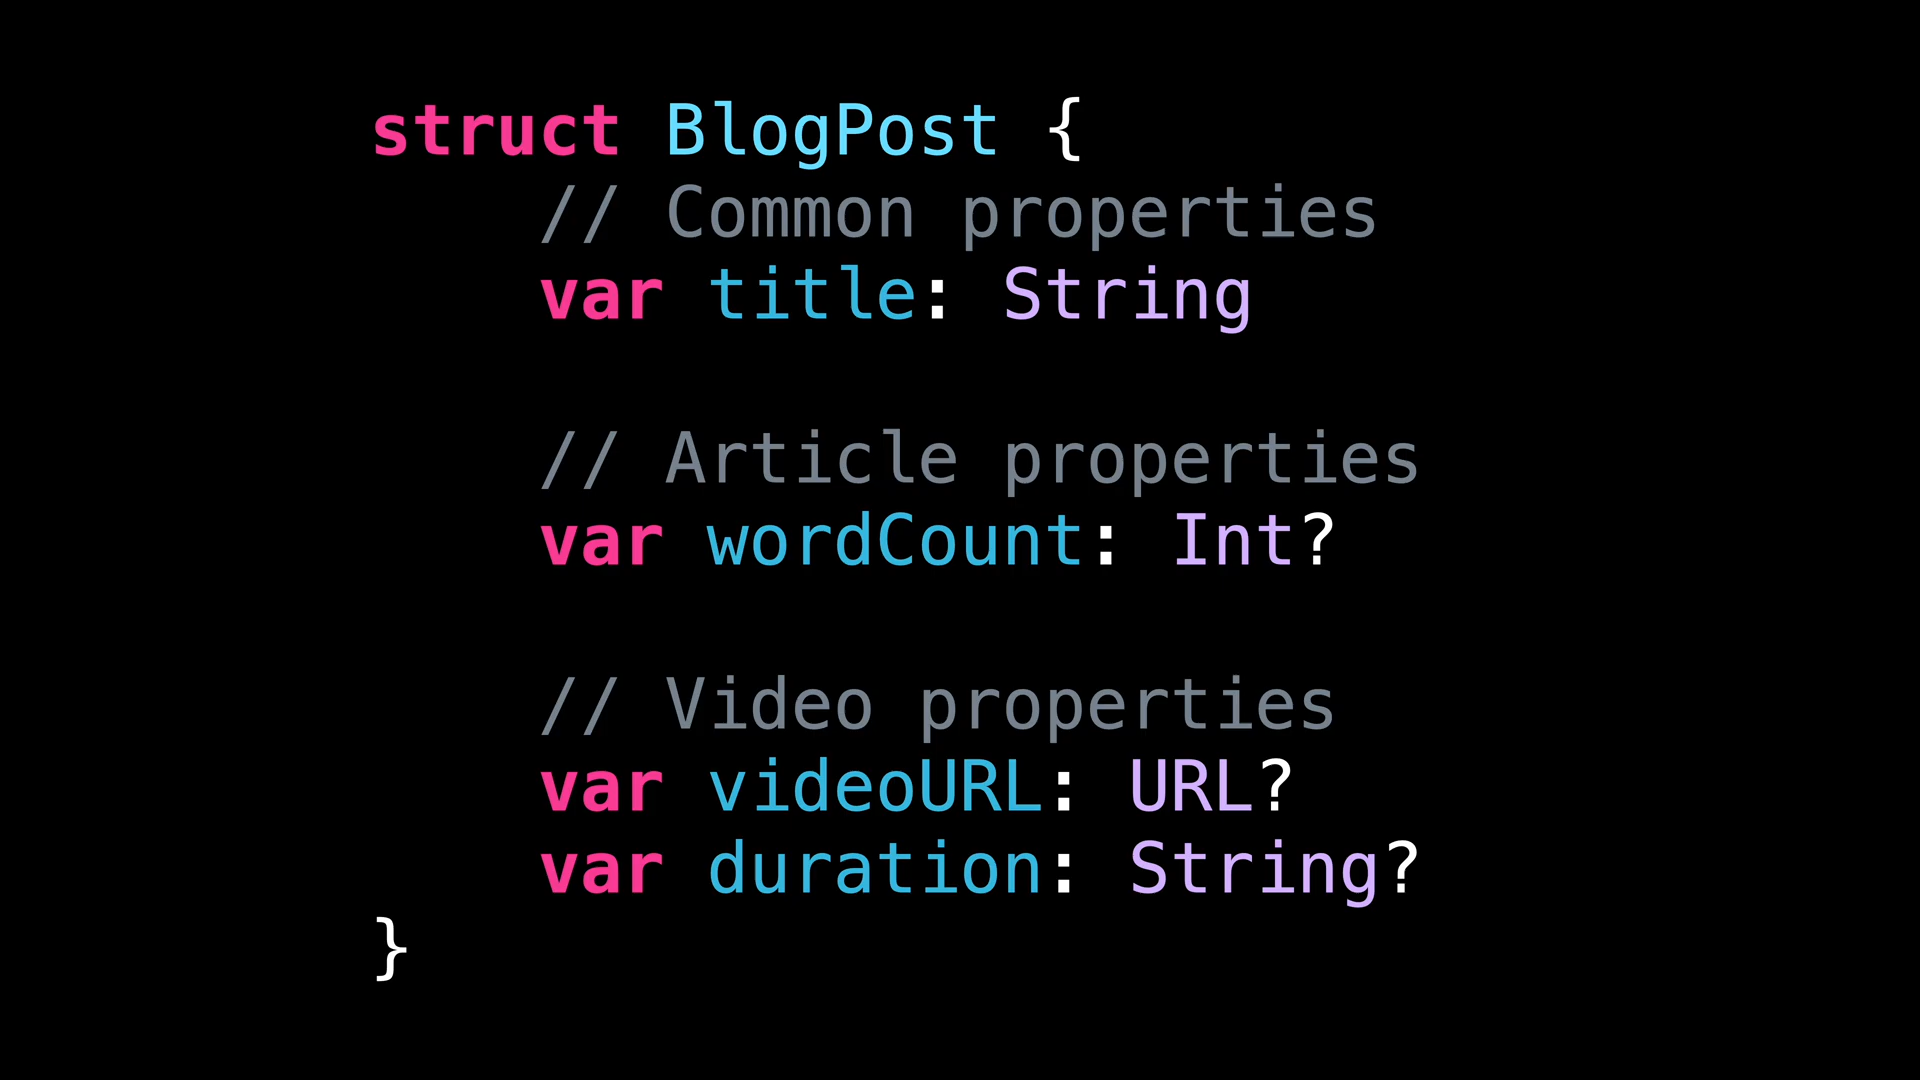 struct BlogPost {
// Common properties
var title: String
// Article properties
var wordCount: Int?
// Video properties
var videoURL: URL?
var duration: String?
}